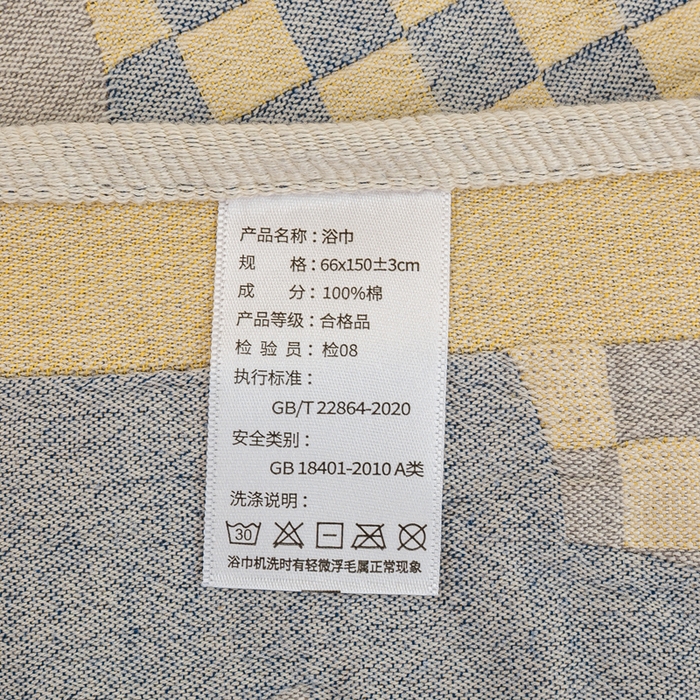 产品名称：浴巾
规 格：66x150±3cm
成 分：100%棉
产品等级：合格品
检 验 员：检08
执行标准：
GB/T 22864-2020
安全类别：
GB 18401-2010 A类
洗涤说明：
30
浴巾机洗时有轻微浮毛属正常现象